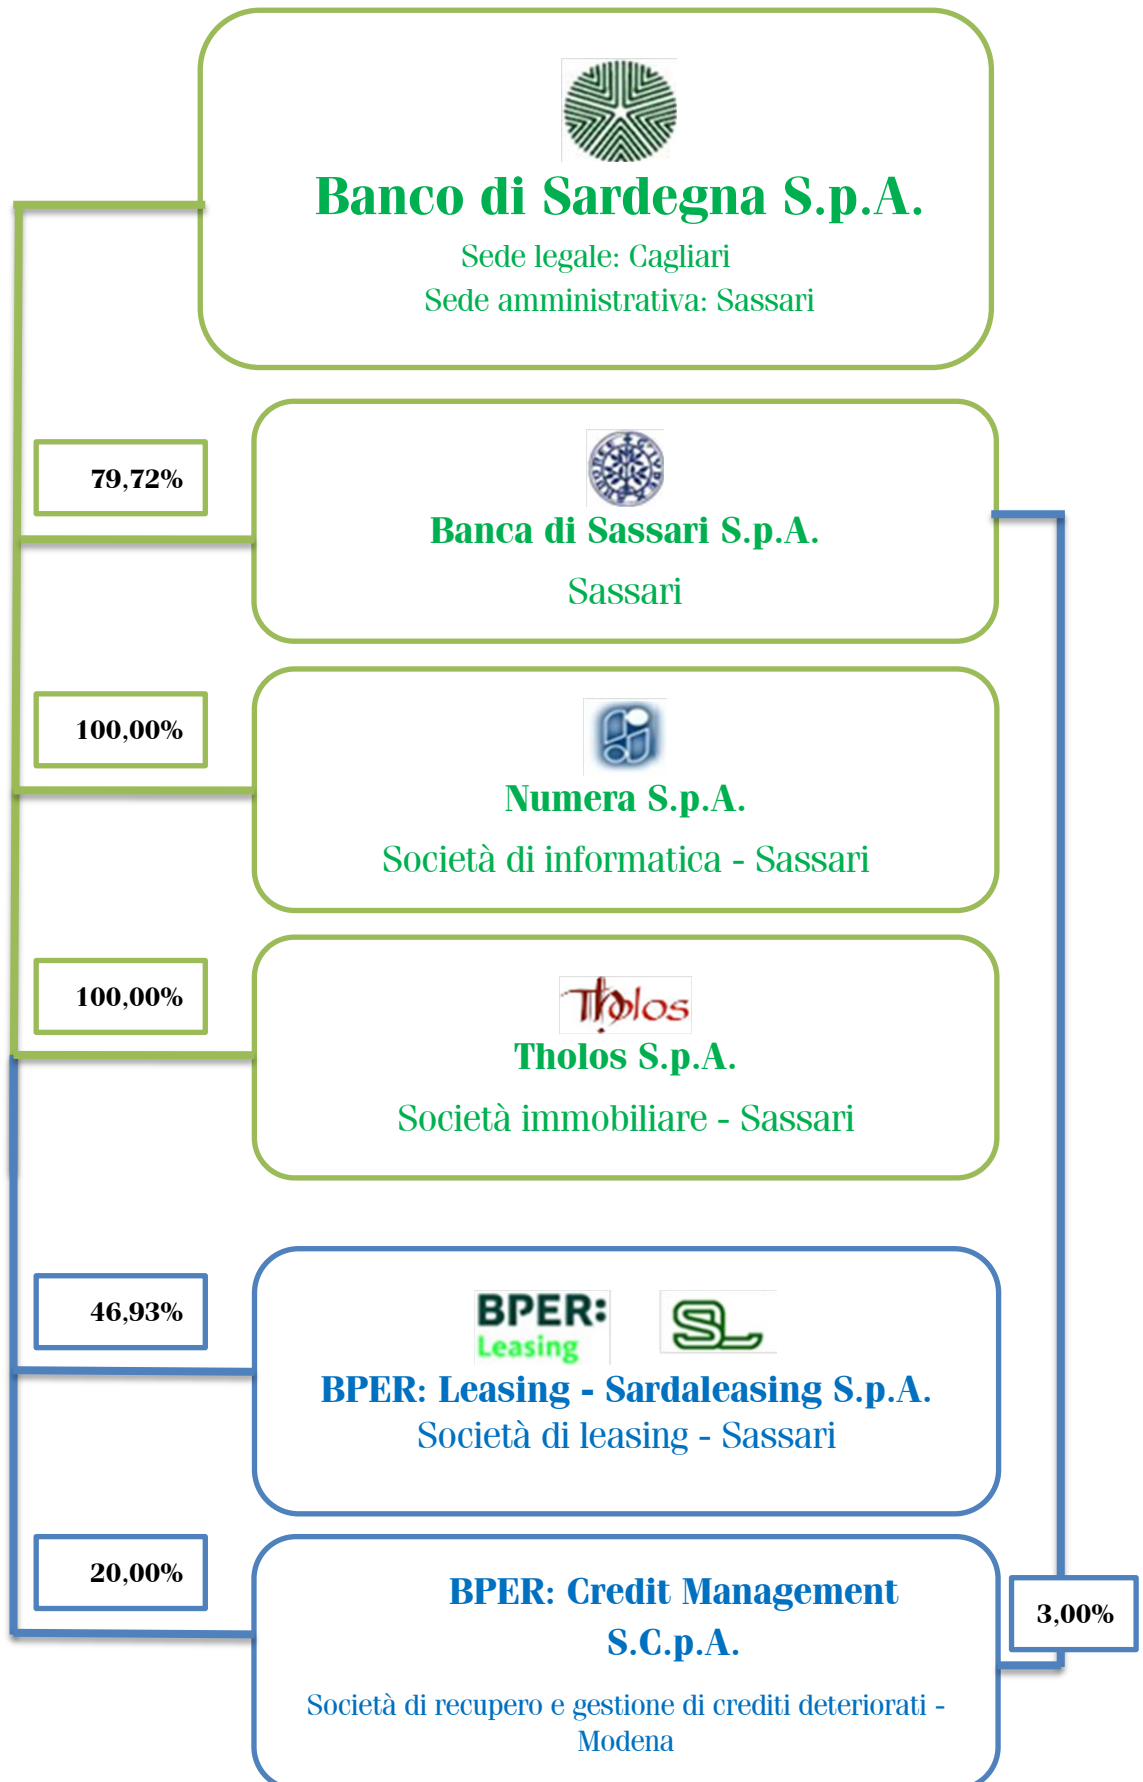 Banco di Sardegna S.p.A.
Sede legale: Cagliari
Sede amministrativa: Sassari
79,72%
Banca di Sassari S.p.A.
Sassari
100,00%
Numera S.p.A.
Società di informatica - Sassari
100,00%
Tholos
Tholos S.p.A.
Società immobiliare - Sassari
46,93%
BPER:
Leasing
SL
BPER: Leasing - Sardaleasing S.p.A.
Società di leasing - Sassari
20,00%
BPER: Credit Management
S.C.p.A.
3,00%
Società di recupero e gestione di crediti deteriorati -
Modena